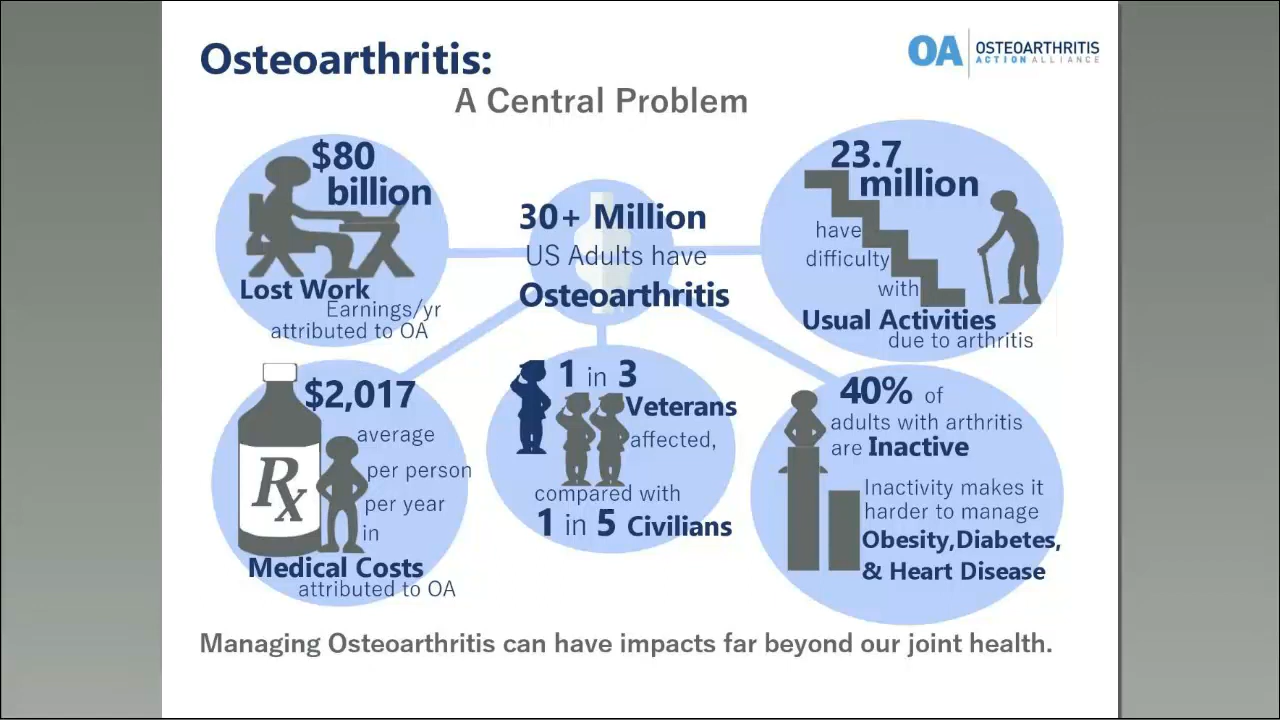 Osteoarthritis:
A Central Problem
OA OSTEOARTHRITIS
ACTION ALLIANCE
$80
billion
Lost Work
Earnings/yr
attributed to OA
30+ Million
US Adults have
Osteoarthritis
23.7
million
have
difficulty
with
Usual Activities
due to arthritis
$2,017
average
per person
per year
in
Rx
Medical Costs
attributed to OA
1 in 3
Veterans
affected,
compared with
1 in 5 Civilians
40% of
adults with arthritis
are Inactive
Inactivity makes it
harder to manage
Obesity,Diabetes,
& Heart Disease
Managing Osteoarthritis can have impacts far beyond our joint health.